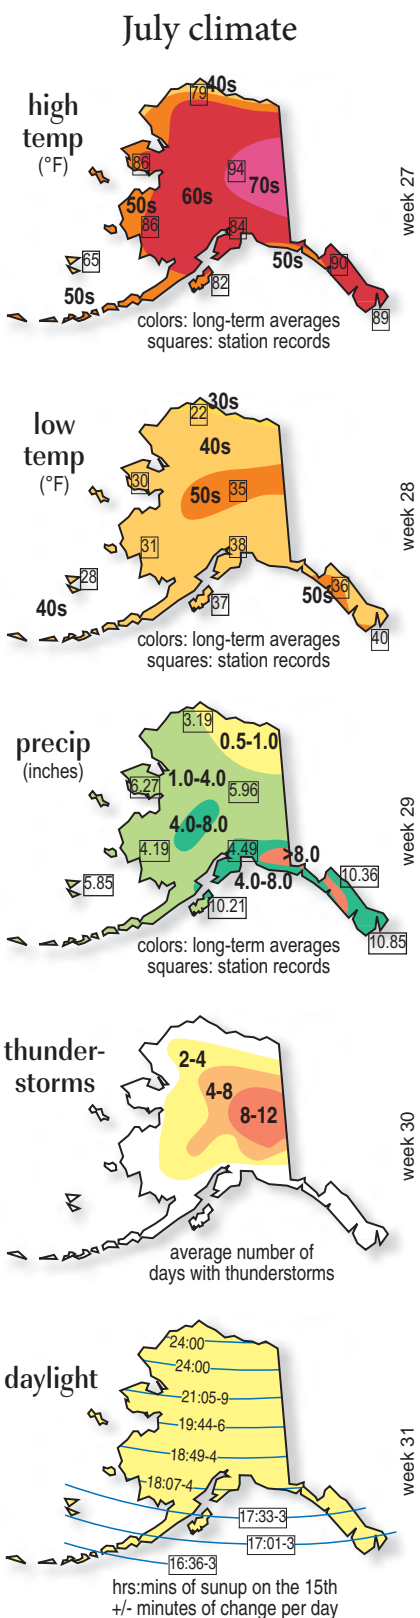 July climate
high
temp
(°F)
40s
79
86
94
60s
70s
50s
86
84
65
50s
82
90
50s
89
colors: long-term averages
squares: station records
week 27
low
temp
(°F)
30s
22
40s
30
50s
35
31
38
28
37
36
50s
40s
40
colors: long-term averages
squares: station records
week 28
precip
(inches)
3.19
0.5-1.0
1.0-4.0
6.27
5.96
4.0-8.0
4.19
4.49
>8.0
5.85
4.0-8.0
10.36
10.21
10.85
colors: long-term averages
squares: station records
week 29
thunder-
storms
2-4
4-8
8-12
average number of
days with thunderstorms
week 30
daylight
24:00
24:00
21:05-9
19:44-6
18:49-4
18:07-4
17:33-3
17:01-3
16:36-3
hrs:mins of sunup on the 15th
+/- minutes of change per day
week 31